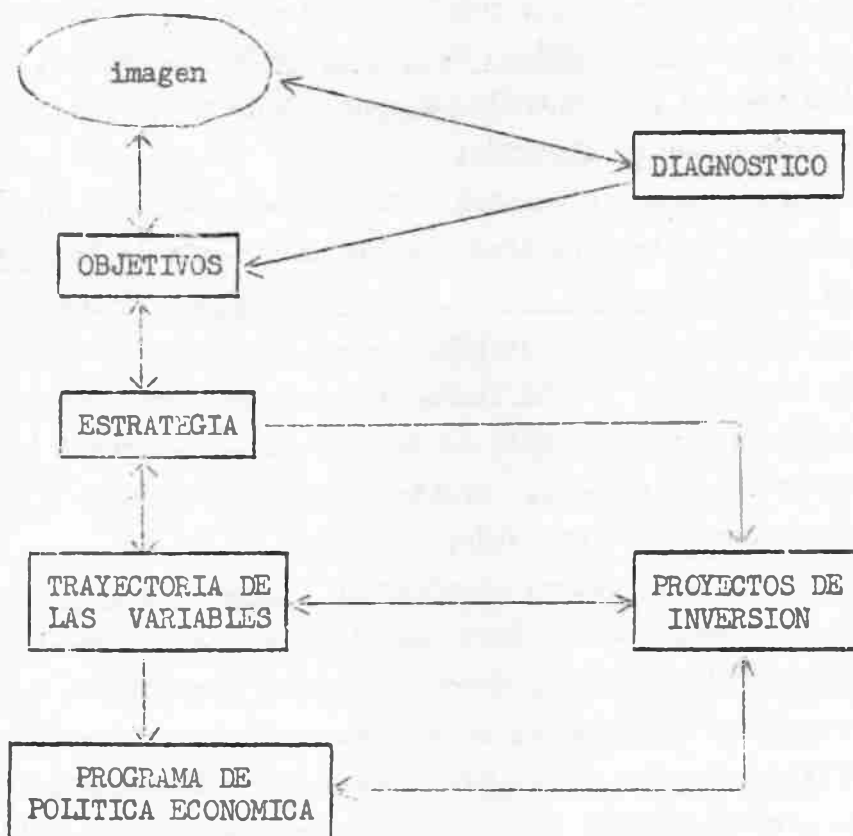 imagen
DIAGNOSTICO
OBJETIVOS
ESTRATEGIA
TRAYECTORIA DE
LAS VARIABLES
PROYECTOS DE
INVERSION
PROGRAMA DE
POLITICA ECONOMICA